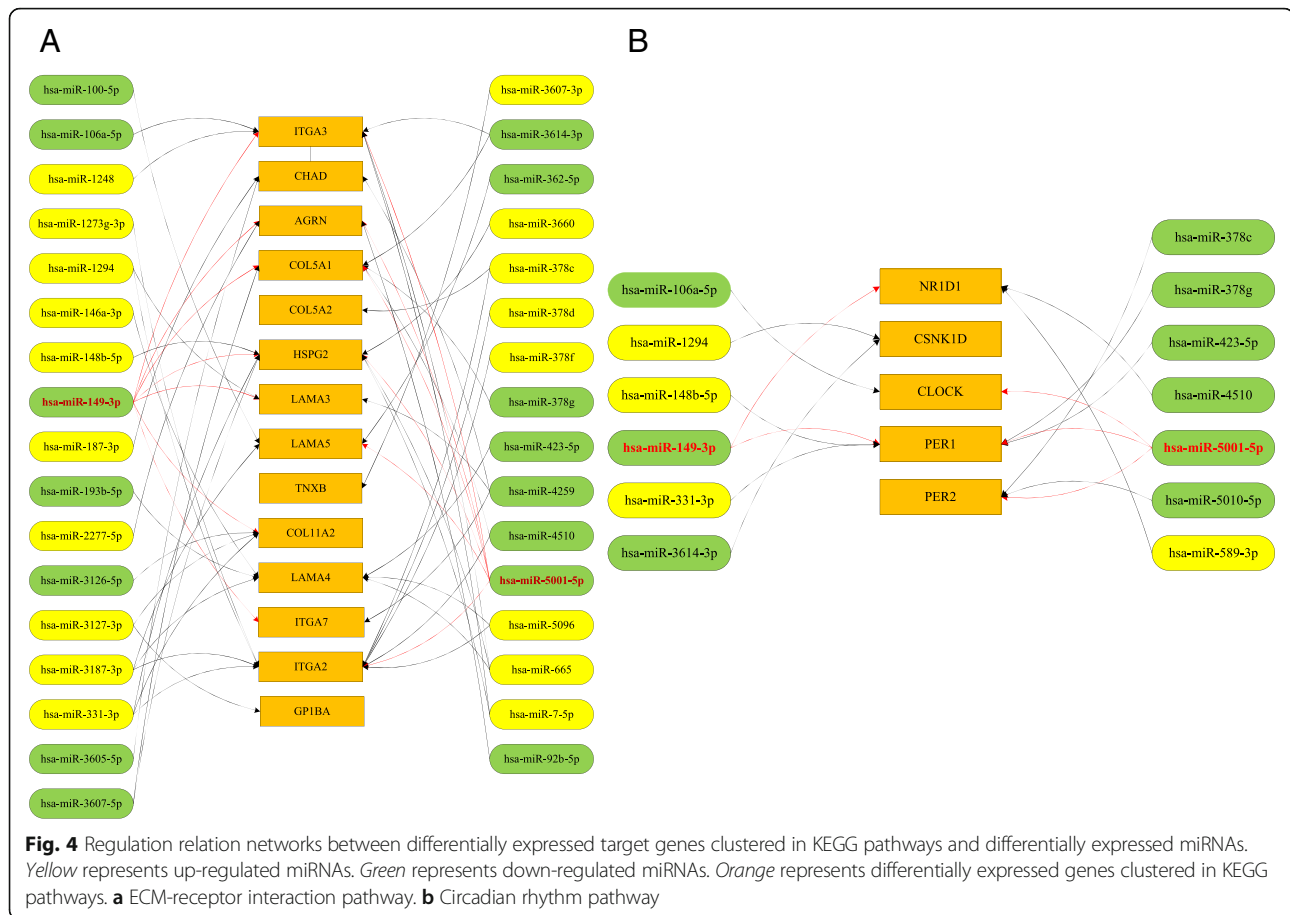 A
hsa-miR-100-5p
hsa-miR-106a-5p
hsa-miR-1248
hsa-miR-1273g-3p
hsa-miR-1294
hsa-miR-146a-3p
hsa-miR-148b-5p
hsa-miR-149-3p
hsa-miR-187-3p
hsa-miR-193b-5p
hsa-miR-2277-5p
hsa-miR-3126-5p
hsa-miR-3127-3p
hsa-miR-3187-3p
hsa-miR-331-3p
hsa-miR-3605-5p
hsa-miR-3607-5p
ITGA3
CHAD
AGRN
COL5A1
COL5A2
HSPG2
LAMA3
LAMA5
TNXB
COL11A2
LAMA4
ITGA7
ITGA2
GP1BA
hsa-miR-3607-3p
hsa-miR-3614-3p
hsa-miR-362-5p
hsa-miR-3660
hsa-miR-378c
hsa-miR-378d
hsa-miR-378f
hsa-miR-378g
hsa-miR-423-5p
hsa-miR-4259
hsa-miR-4510
hsa-miR-5001-5p
hsa-miR-5096
hsa-miR-665
hsa-miR-7-5p
hsa-miR-92b-5p
B
hsa-miR-106a-5p
hsa-miR-1294
hsa-miR-148b-5p
hsa-miR-149-3p
hsa-miR-331-3p
hsa-miR-3614-3p
NR1D1
CSNK1D
CLOCK
PER1
PER2
hsa-miR-378c
hsa-miR-378g
hsa-miR-423-5p
hsa-miR-4510
hsa-miR-5001-5p
hsa-miR-5010-5p
hsa-miR-589-3p
Fig. 4 Regulation relation networks between differentially expressed target genes clustered in KEGG pathways and differentially expressed miRNAs.
Yellow represents up-regulated miRNAs. Green represents down-regulated miRNAs. Orange represents differentially expressed genes clustered in KEGG
pathways. a ECM-receptor interaction pathway. b Circadian rhythm pathway